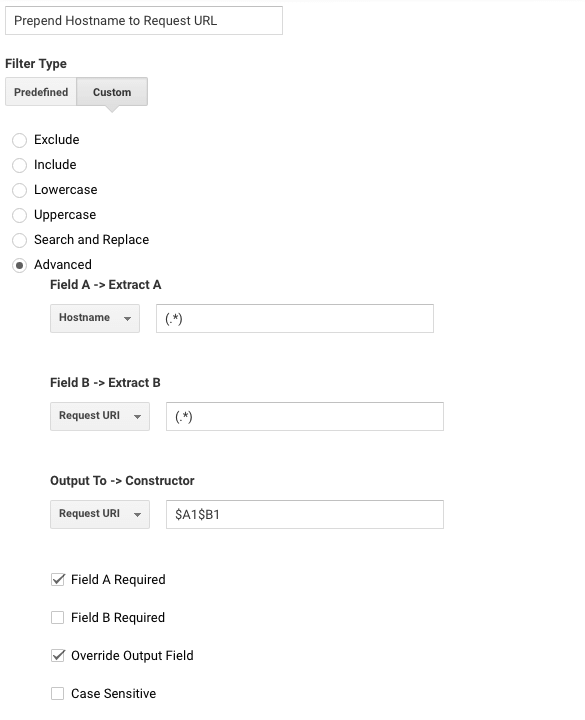 Prepend Hostname to Request URL
Filter Type
Predefined Custom
Exclude
Include
Lowercase
Uppercase
Search and Replace
Advanced
Field A -> Extract A
Hostname (.*)
Field B -> Extract B
Request URI (.*)
Output To -> Constructor
Request URI $A1$B1
Field A Required
Field B Required
Override Output Field
Case Sensitive